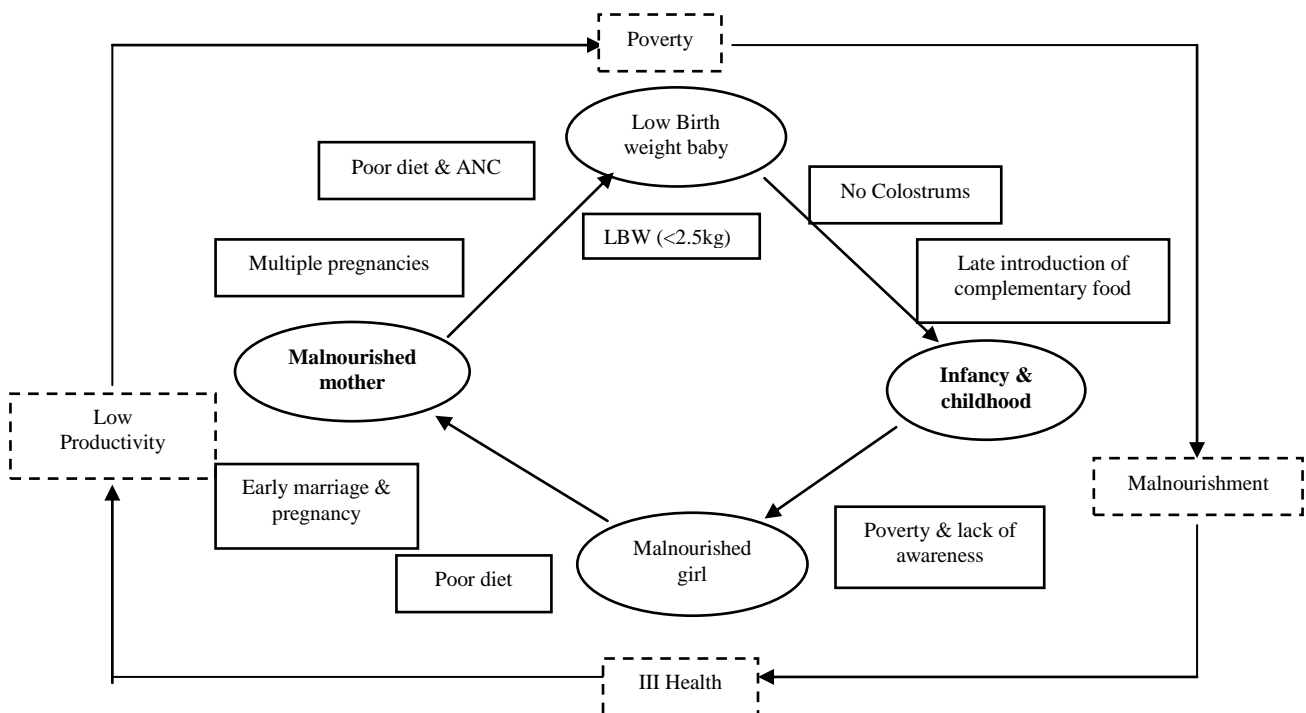 Poverty
Low Birth
weight baby
Poor diet & ANC
No Colostrums
LBW (<2.5kg)
Multiple pregnancies
Late introduction of
complementary food
Malnourished
mother
Infancy &
childhood
Low
Productivity
Early marriage &
pregnancy
Malnourishment
Poverty & lack of
awareness
Malnourished
girl
Poor diet
III Health